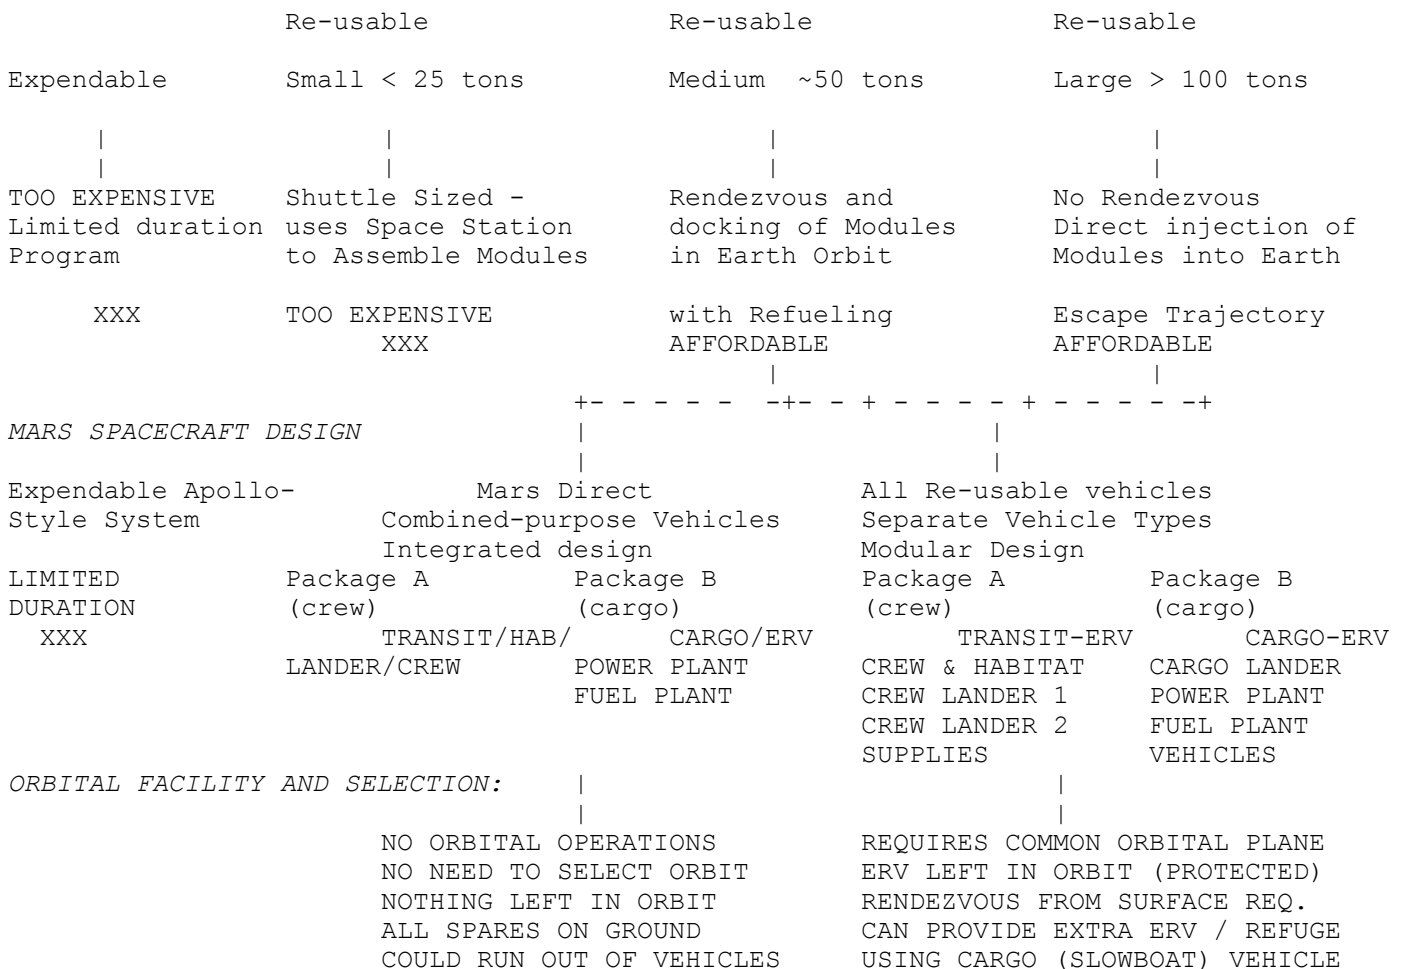 Re-usable Re-usable Re-usable
Expendable Small < 25 tons Medium ~50 tons Large > 100 tons
| | | |
| | | |
TOO EXPENSIVE Shuttle Sized - Rendezvous and No Rendezvous
Limited duration uses Space Station docking of Modules Direct injection of
Program to Assemble Modules in Earth Orbit Modules into Earth
XXX TOO EXPENSIVE with Refueling Escape Trajectory
XXX AFFORDABLE AFFORDABLE
| |
+- - - - - -+- - + - - - - + - - - - -+
MARS SPACECRAFT DESIGN | |
| |
Expendable Apollo- Mars Direct All Re-usable vehicles
Style System Combined-purpose Vehicles Separate Vehicle Types
Integrated design Modular Design
LIMITED Package A Package B Package A Package B
DURATION (crew) (cargo) (crew) (cargo)
XXX TRANSIT/HAB/ CARGO/ERV TRANSIT-ERV CARGO-ERV
LANDER/CREW POWER PLANT CREW & HABITAT CARGO LANDER
FUEL PLANT CREW LANDER 1 POWER PLANT
CREW LANDER 2 FUEL PLANT
SUPPLIES VEHICLES
ORBITAL FACILITY AND SELECTION: | |
| |
NO ORBITAL OPERATIONS REQUIRES COMMON ORBITAL PLANE
NO NEED TO SELECT ORBIT ERV LEFT IN ORBIT (PROTECTED)
NOTHING LEFT IN ORBIT RENDEZVOUS FROM SURFACE REQ.
ALL SPARES ON GROUND CAN PROVIDE EXTRA ERV / REFUGE
COULD RUN OUT OF VEHICLES USING CARGO (SLOWBOAT) VEHICLE